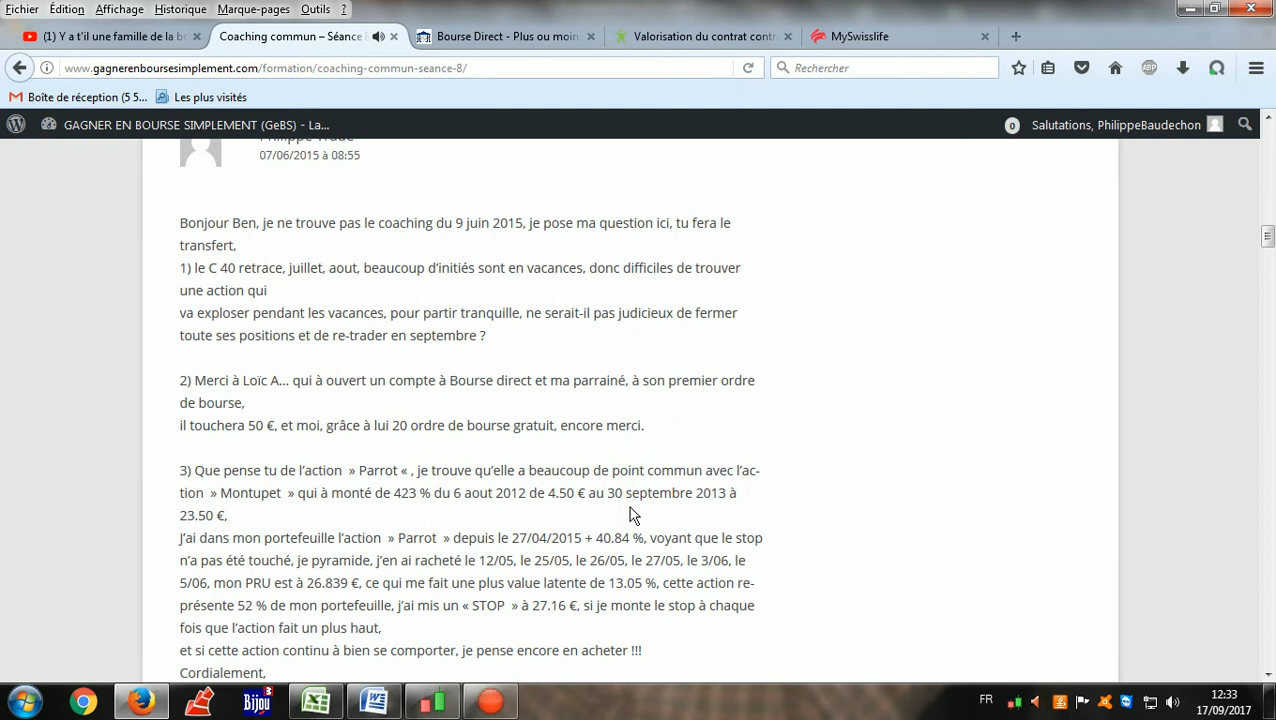 Fichier Édition Affichage Historique Marque-pages Outils ?
(1) Y a t'il une famille de la bo Coaching commun – Séance 8 Bourse Direct - Plus ou moin Valorisation du contrat cont MySwisslife
www.gagnerenboursesimplement.com/formation/coaching-commun-seance-8/ Rechercher ABP
Boîte de réception (5 5... Les plus visités
GAGNER EN BOURSE SIMPLEMENT (GeBS) - La... 0 Salutations, PhilippeBaudechon
07/06/2015 à 08:55
Bonjour Ben, je ne trouve pas le coaching du 9 juin 2015, je pose ma question ici, tu fera le
transfert,
1) le C 40 retrace, juillet, aout, beaucoup d'initiés sont en vacances, donc difficiles de trouver
une action qui
va exploser pendant les vacances, pour partir tranquille, ne serait-il pas judicieux de fermer
toute ses positions et de re-trader en septembre ?
2) Merci à Loïc A... qui à ouvert un compte à Bourse direct et ma parrainé, à son premier ordre
de bourse,
il touchera 50 €, et moi, grâce à lui 20 ordre de bourse gratuit, encore merci.
3) Que pense tu de l'action » Parrot « , je trouve qu'elle a beaucoup de point commun avec l'ac-
tion » Montupet » qui à monté de 423 % du 6 aout 2012 de 4.50 € au 30 septembre 2013 à
23.50 €,
J'ai dans mon portefeuille l'action » Parrot » depuis le 27/04/2015 + 40.84 %, voyant que le stop
n'a pas été touché, je pyramide, j'en ai racheté le 12/05, le 25/05, le 26/05, le 27/05, le 3/06, le
5/06, mon PRU est à 26.839 €, ce qui me fait une plus value latente de 13.05 %, cette action re-
présente 52 % de mon portefeuille, j'ai mis un « STOP » à 27.16 €, si je monte le stop à chaque
fois que l'action fait un plus haut,
et si cette action continu à bien se comporter, je pense encore en acheter !!!
Cordialement,
Bijou 3 FR 12:33
17/09/2017